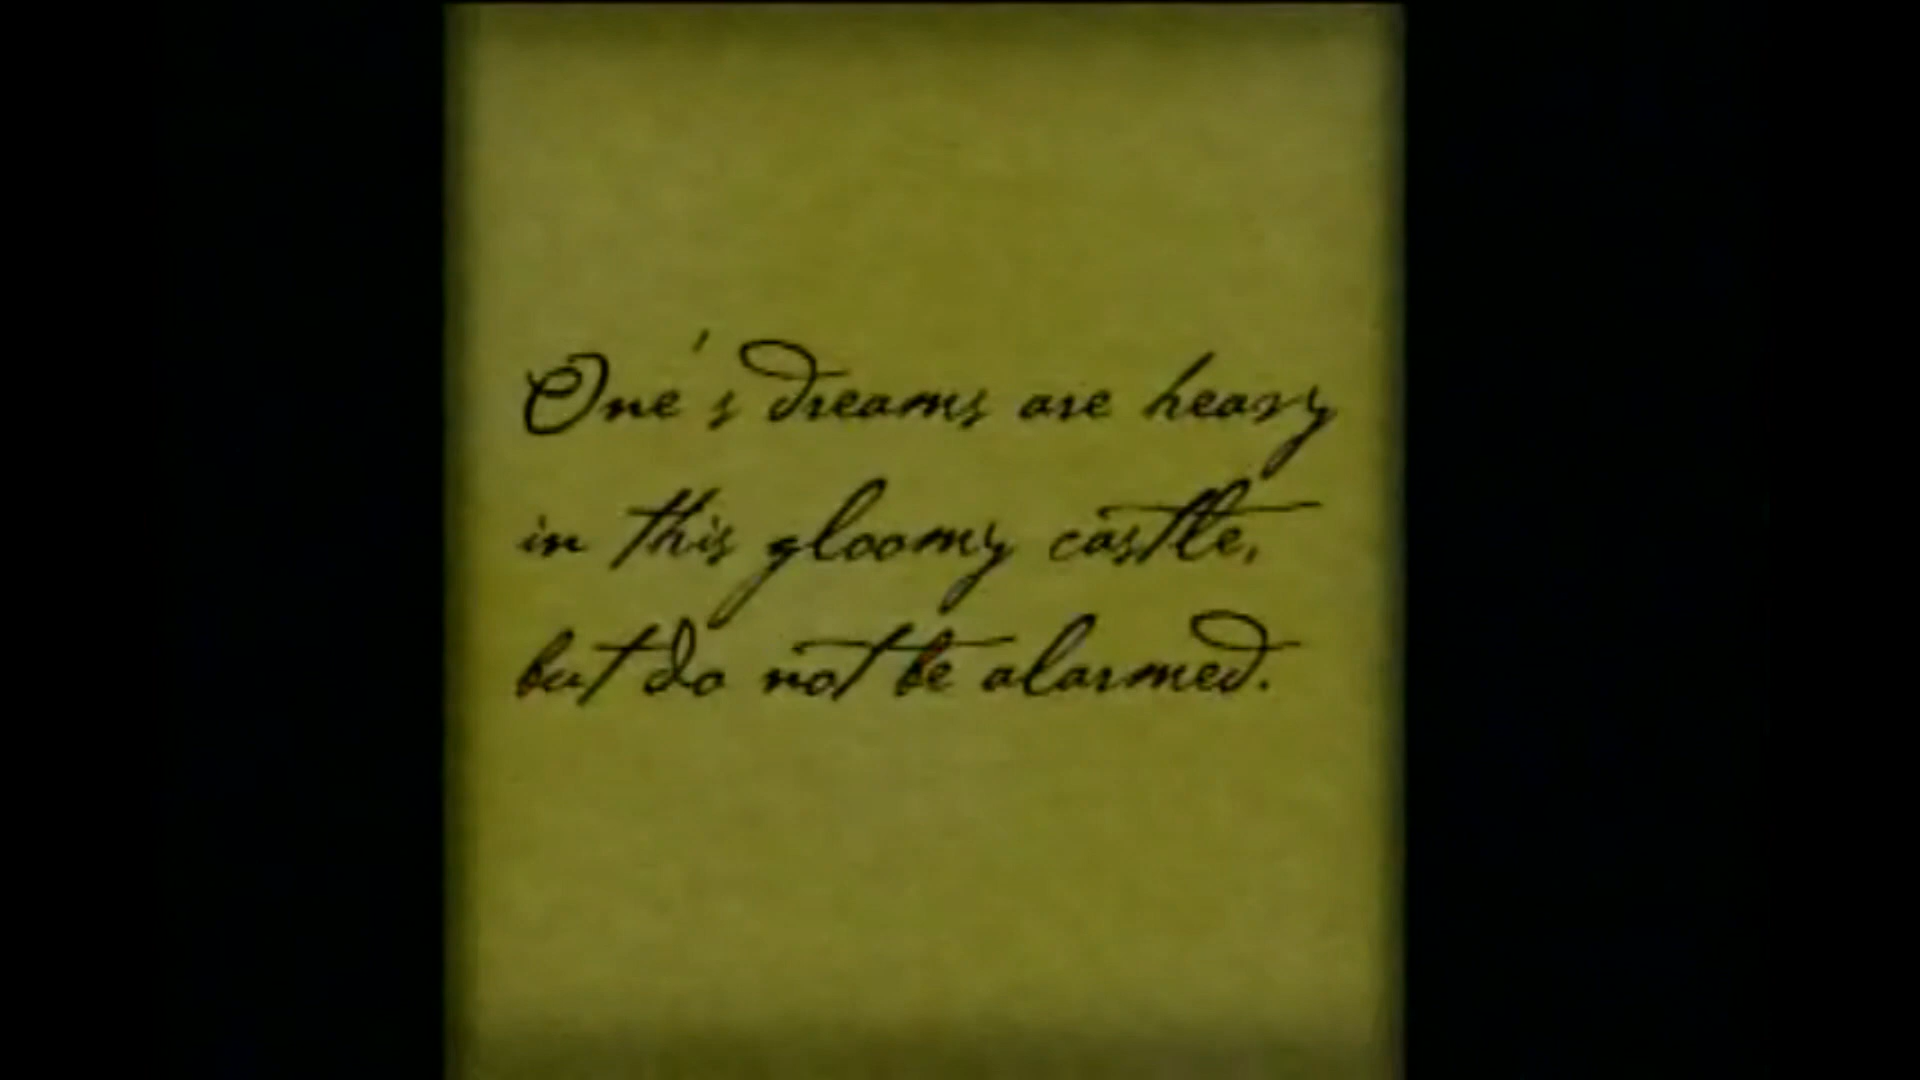 One's dreams are heavy
in this gloomy castle,
but do not be alarmed.